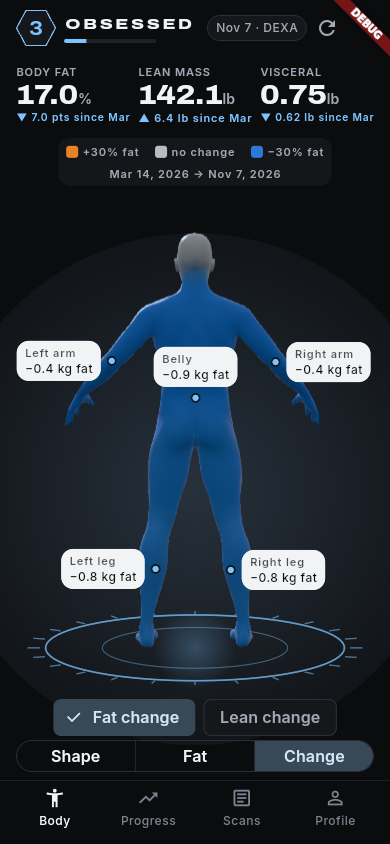 3 OBSESSED Nov 7 · DEXA DEBUG
BODY FAT LEAN MASS VISCERAL
17.0% 142.1lb 0.75lb
▼ 7.0 pts since Mar ▲ 6.4 lb since Mar ▼ 0.62 lb since Mar
+30% fat no change −30% fat
Mar 14, 2026 → Nov 7, 2026
Left arm
−0.4 kg fat
Belly
−0.9 kg fat
Right arm
−0.4 kg fat
Left leg
−0.8 kg fat
Right leg
−0.8 kg fat
Fat change Lean change
Shape Fat Change
Body Progress Scans Profile